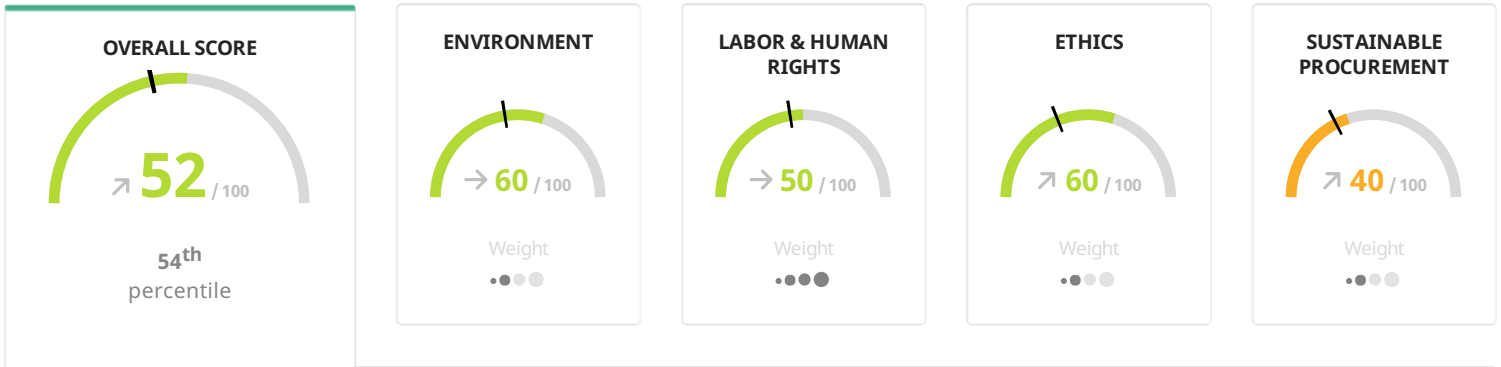 OVERALL SCORE
52 / 100
54th
percentile
ENVIRONMENT
60 / 100
Weight
LABOR & HUMAN
RIGHTS
50 / 100
Weight
ETHICS
60 / 100
Weight
SUSTAINABLE
PROCUREMENT
40 / 100
Weight